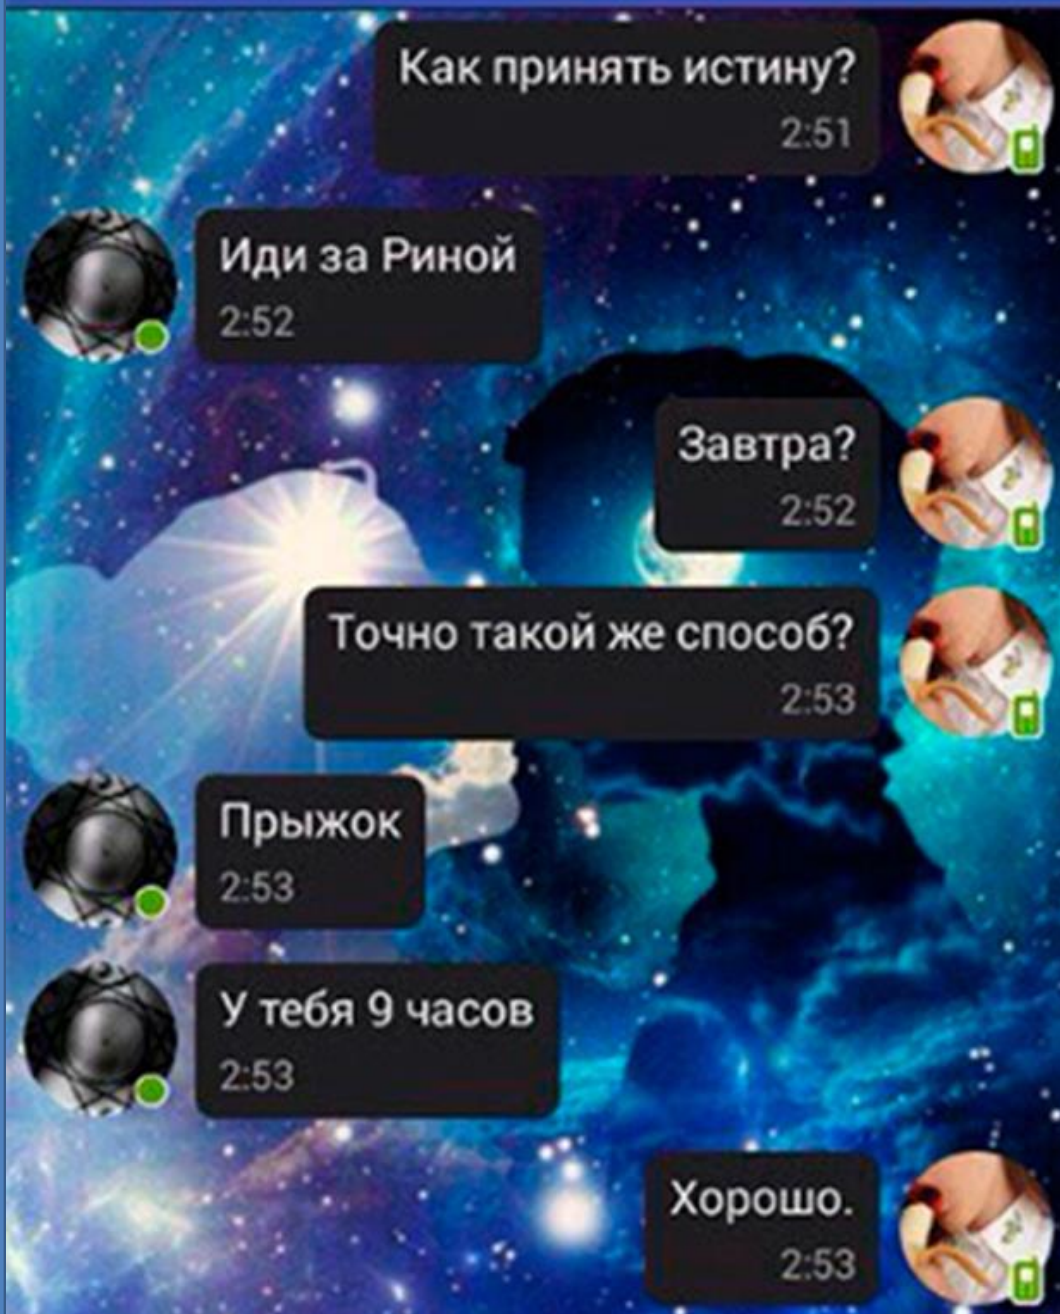 Как принять истину?
2:51
Иди за Риной
2:52
Завтра?
2:52
Точно такой же способ?
2:53
Прыжок
2:53
У тебя 9 часов
2:53
Хорошо.
2:53